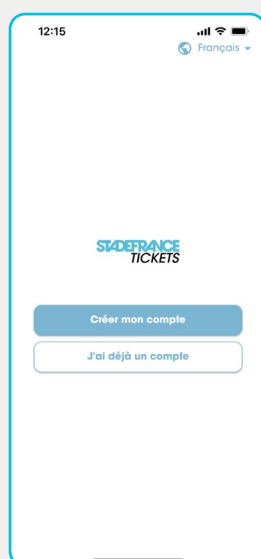 12:15
Français
STADEFRANCE
TICKETS
Créer mon compte
J'ai déjà un compte